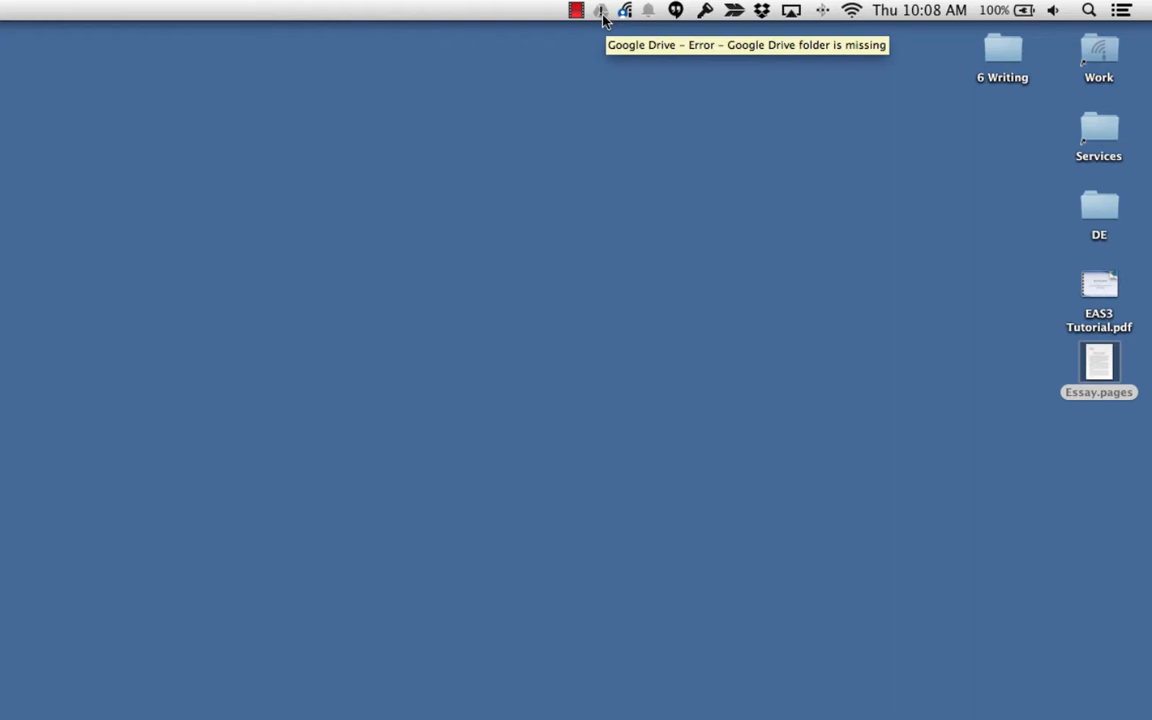 Thu 10:08 AM 100%
Google Drive – Error – Google Drive folder is missing
6 Writing
Work
Services
DE
EAS3
Tutorial.pdf
Essay.pages